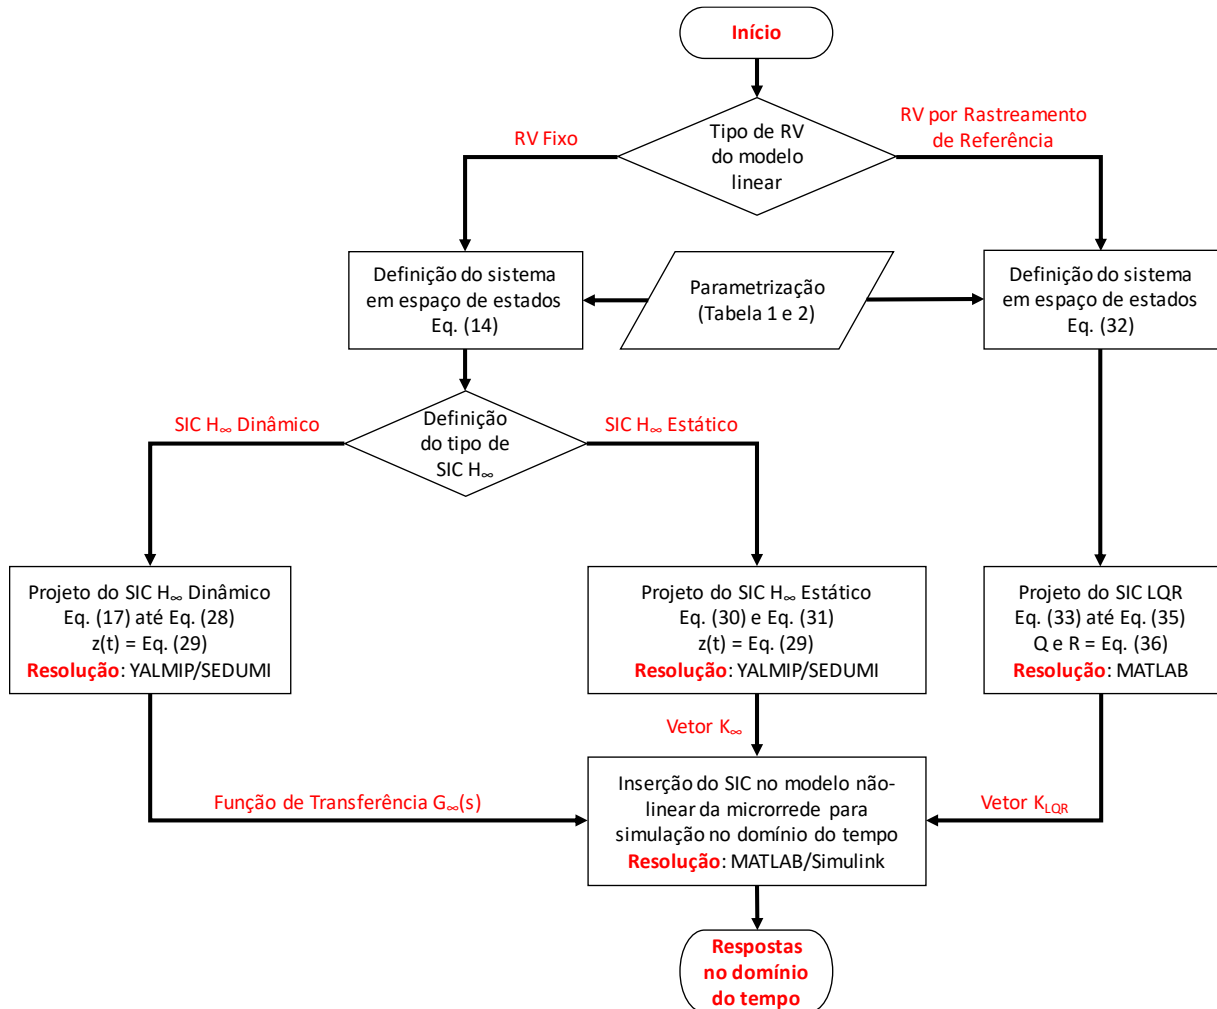 Início
Tipo de RV
do modelo
linear
RV Fixo
RV por Rastreamento
de Referência
Definição do sistema
em espaço de estados
Eq. (14)
Parametrização
(Tabela 1 e 2)
Definição do sistema
em espaço de estados
Eq. (32)
Definição
do tipo de
SIC H∞
SIC H∞ Dinâmico
SIC H∞ Estático
Projeto do SIC H∞ Dinâmico
Eq. (17) até Eq. (28)
z(t) = Eq. (29)
Resolução: YALMIP/SEDUMI
Projeto do SIC H∞ Estático
Eq. (30) e Eq. (31)
z(t) = Eq. (29)
Resolução: YALMIP/SEDUMI
Projeto do SIC LQR
Eq. (33) até Eq. (35)
Q e R = Eq. (36)
Resolução: MATLAB
Vetor K∞
Função de Transferência G∞(s)
Inserção do SIC no modelo não-
linear da microrrede para
simulação no domínio do tempo
Resolução: MATLAB/Simulink
Vetor KLQR
Respostas
no domínio
do tempo